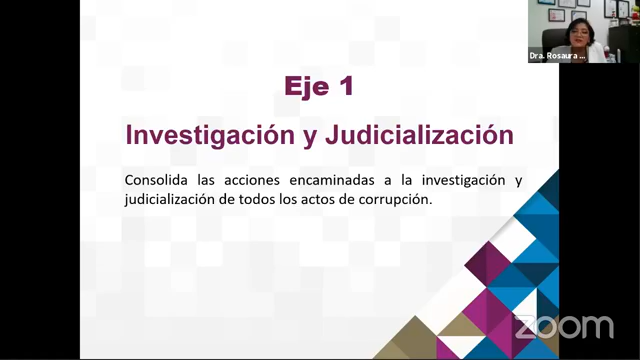 Dra. Rosaura ...
Eje 1
Investigación y Judicialización
Consolida las acciones encaminadas a la investigación y
judicialización de todos los actos de corrupción.
zoom